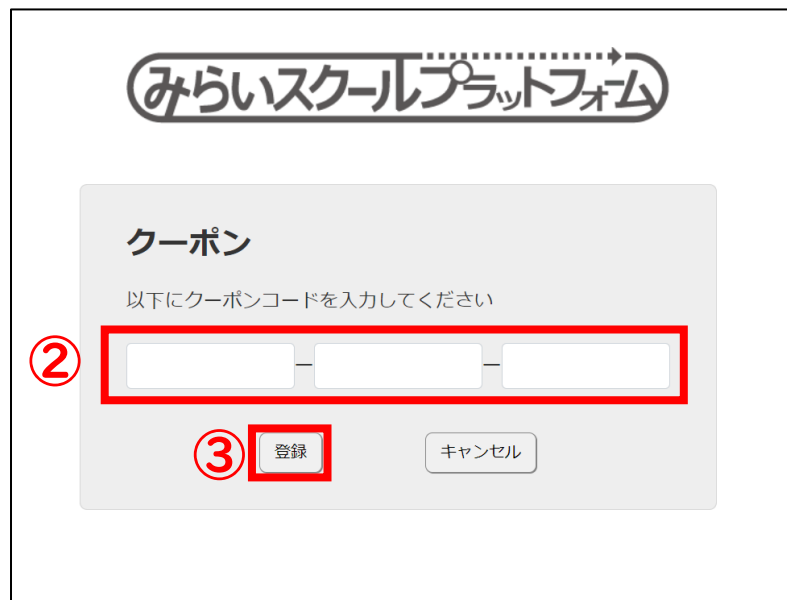 みらいスクールプラットフォーム
クーポン
以下にクーポンコードを入力してください
② － －
③ 登録 キャンセル